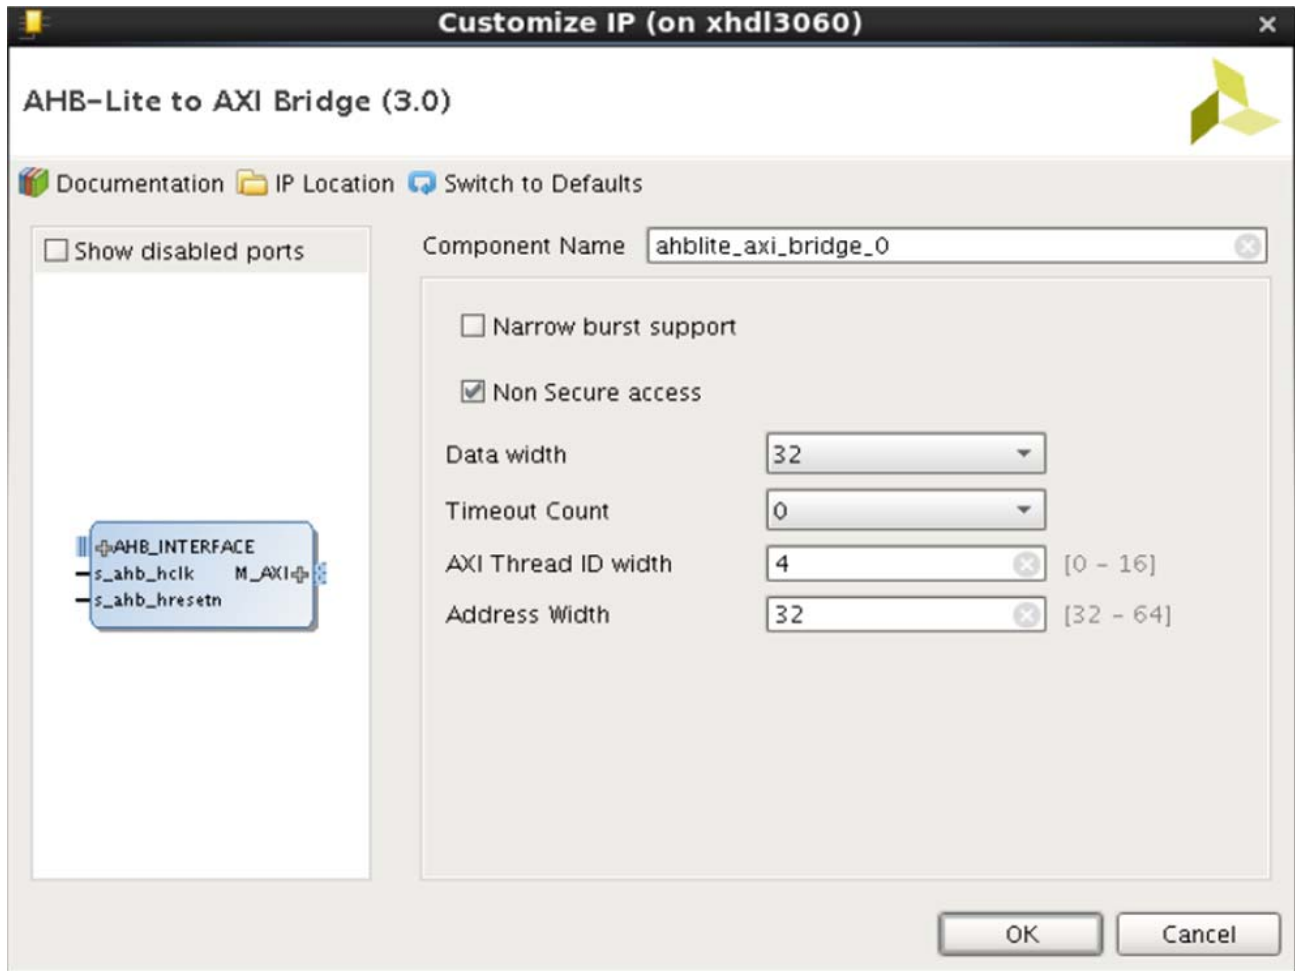 Customize IP (on xhdl3060)
AHB-Lite to AXI Bridge (3.0)
Documentation IP Location Switch to Defaults
Show disabled ports
AHB_INTERFACE
s_ahb_hclk M_AXI
s_ahb_hresetn
Component Name ahblite_axi_bridge_0
Narrow burst support
Non Secure access
Data width 32
Timeout Count 0
AXI Thread ID width 4 [0 - 16]
Address Width 32 [32 - 64]
OK Cancel